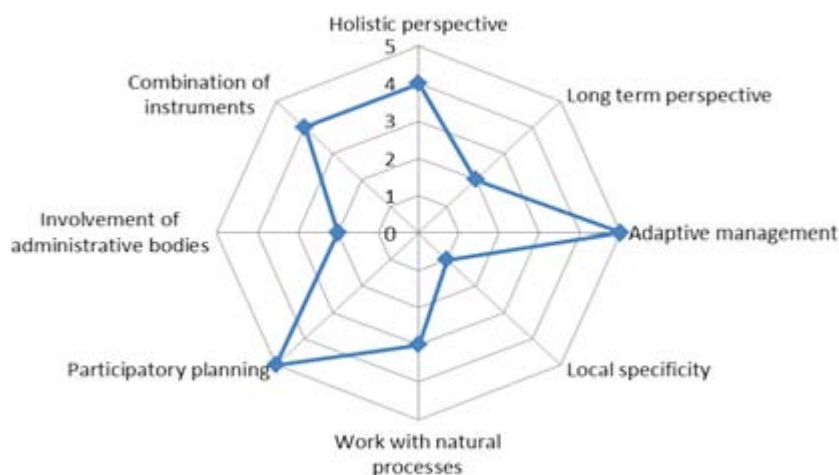 Holistic perspective
5
4
3
2
1
0
Long term perspective
Adaptive management
Local specificity
Work with natural
processes
Participatory planning
Involvement of
administrative bodies
Combination of
instruments